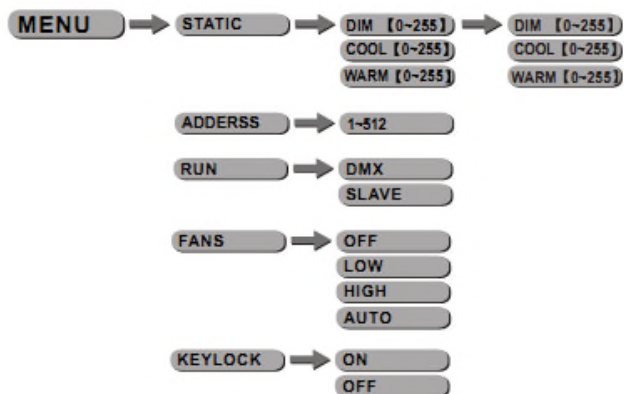 MENU STATIC DIM 【0~255】 DIM 【0~255】
COOL【0~255】 COOL【0~255】
WARM【0~255】 WARM【0~255】
ADDERSS 1~512
RUN DMX
SLAVE
FANS OFF
LOW
HIGH
AUTO
KEYLOCK ON
OFF